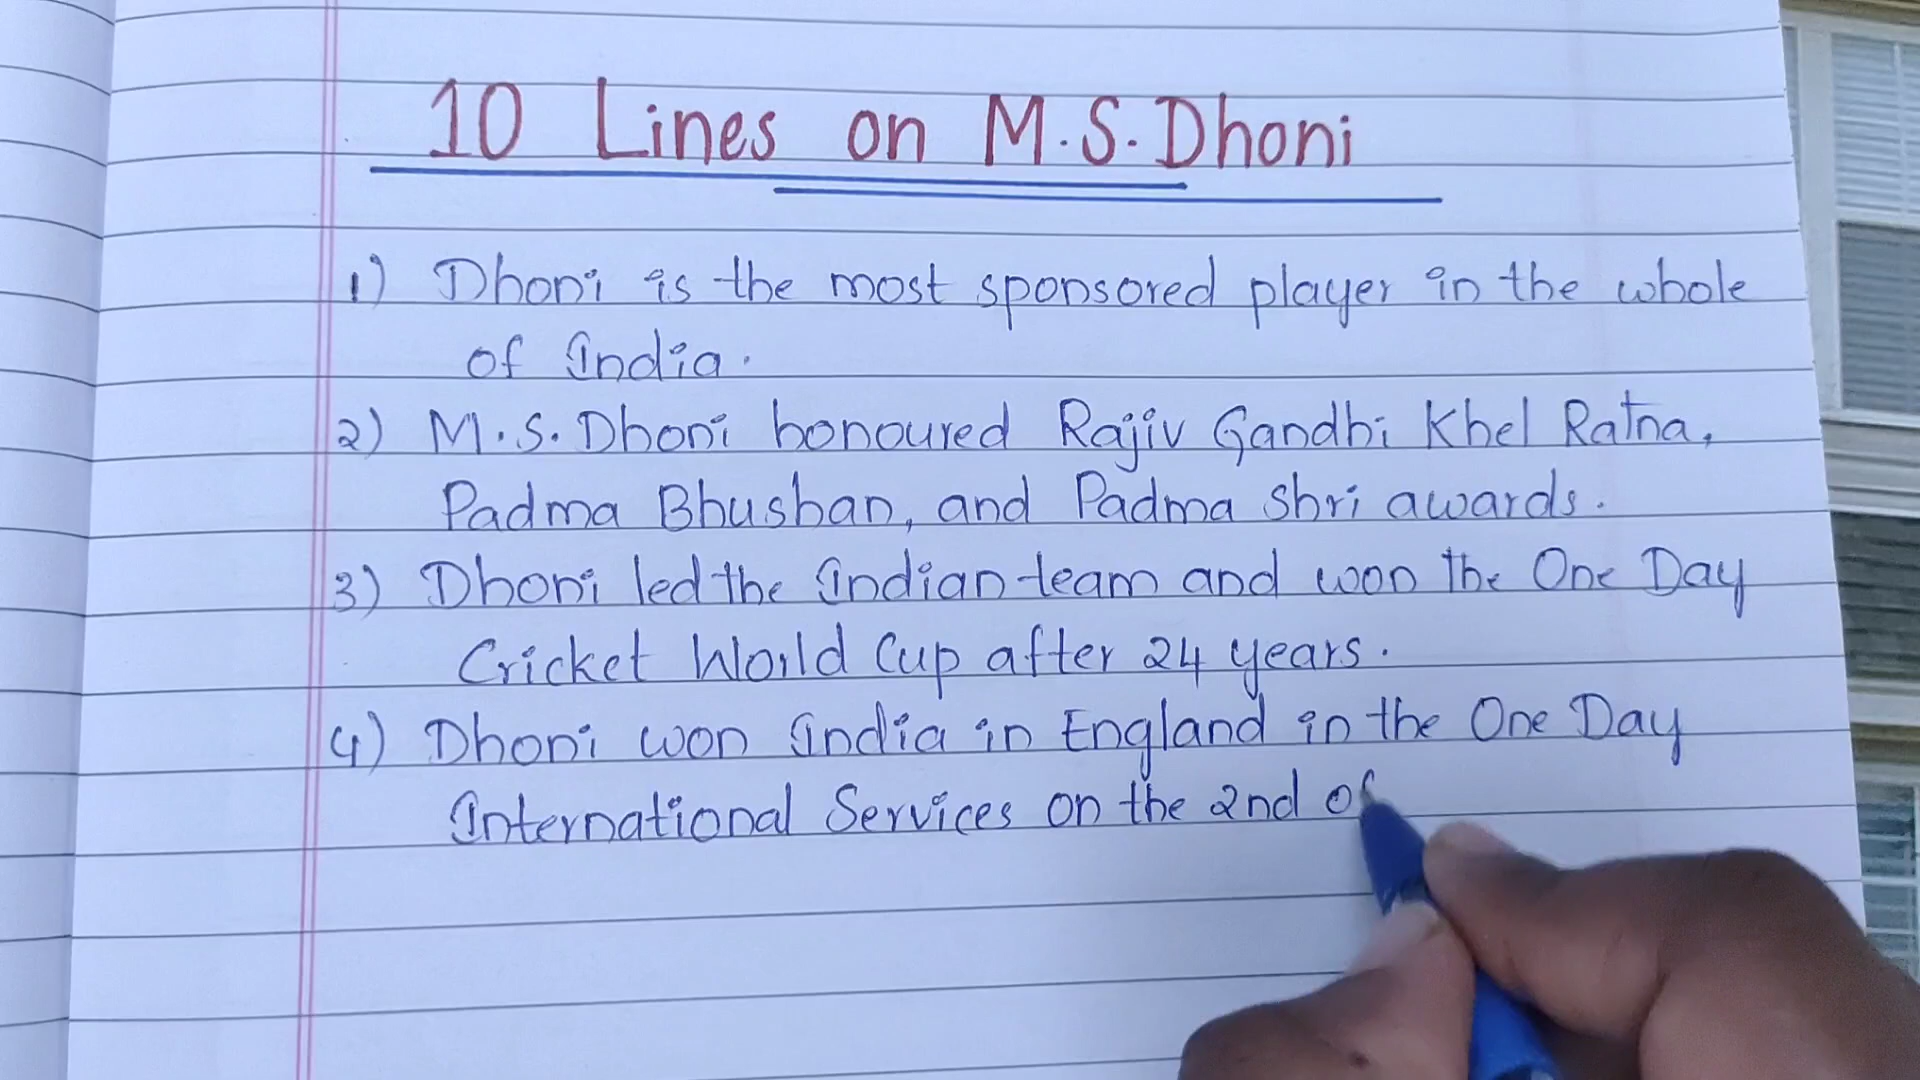 10 Lines on M.S.Dhoni
1) Dhoni is the most sponsored player in the whole
of India.
2) M.S.Dhoni honoured Rajiv Gandhi Khel Ratna,
Padma Bhushan, and Padma Shri awards.
3) Dhoni led the Indian team and won the One Day
Cricket World Cup after 24 years.
4) Dhoni won India in England in the One Day
International Services on the 2nd of